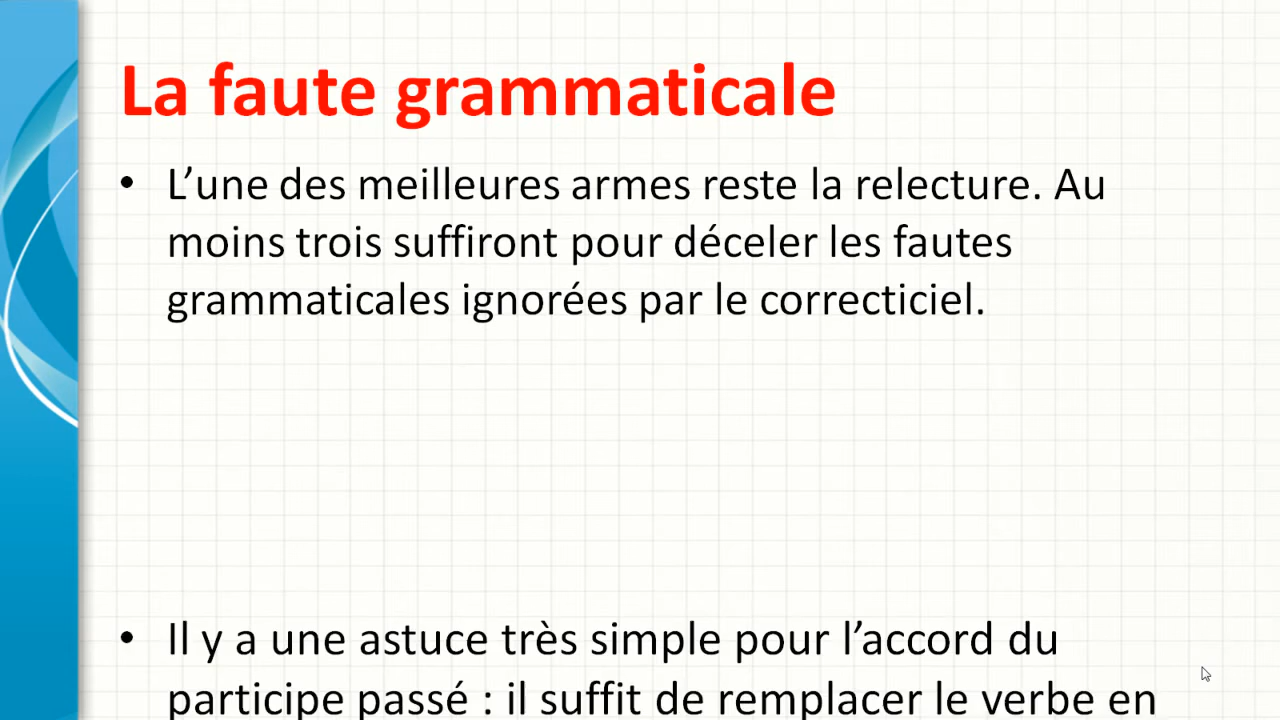 La faute grammaticale
• L’une des meilleures armes reste la relecture. Au
moins trois suffiront pour déceler les fautes
grammaticales ignorées par le correcticiel.
• Il y a une astuce très simple pour l’accord du
participe passé : il suffit de remplacer le verbe en